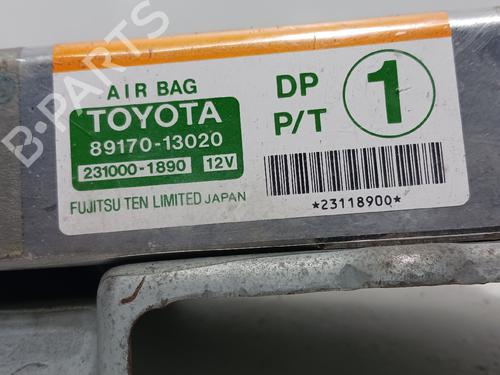 AIR BAG
TOYOTA
89170-13020
231000-1890 12V
FUJITSU TEN LIMITED JAPAN
DP
P/T
1
*23118900*
B-PARTS